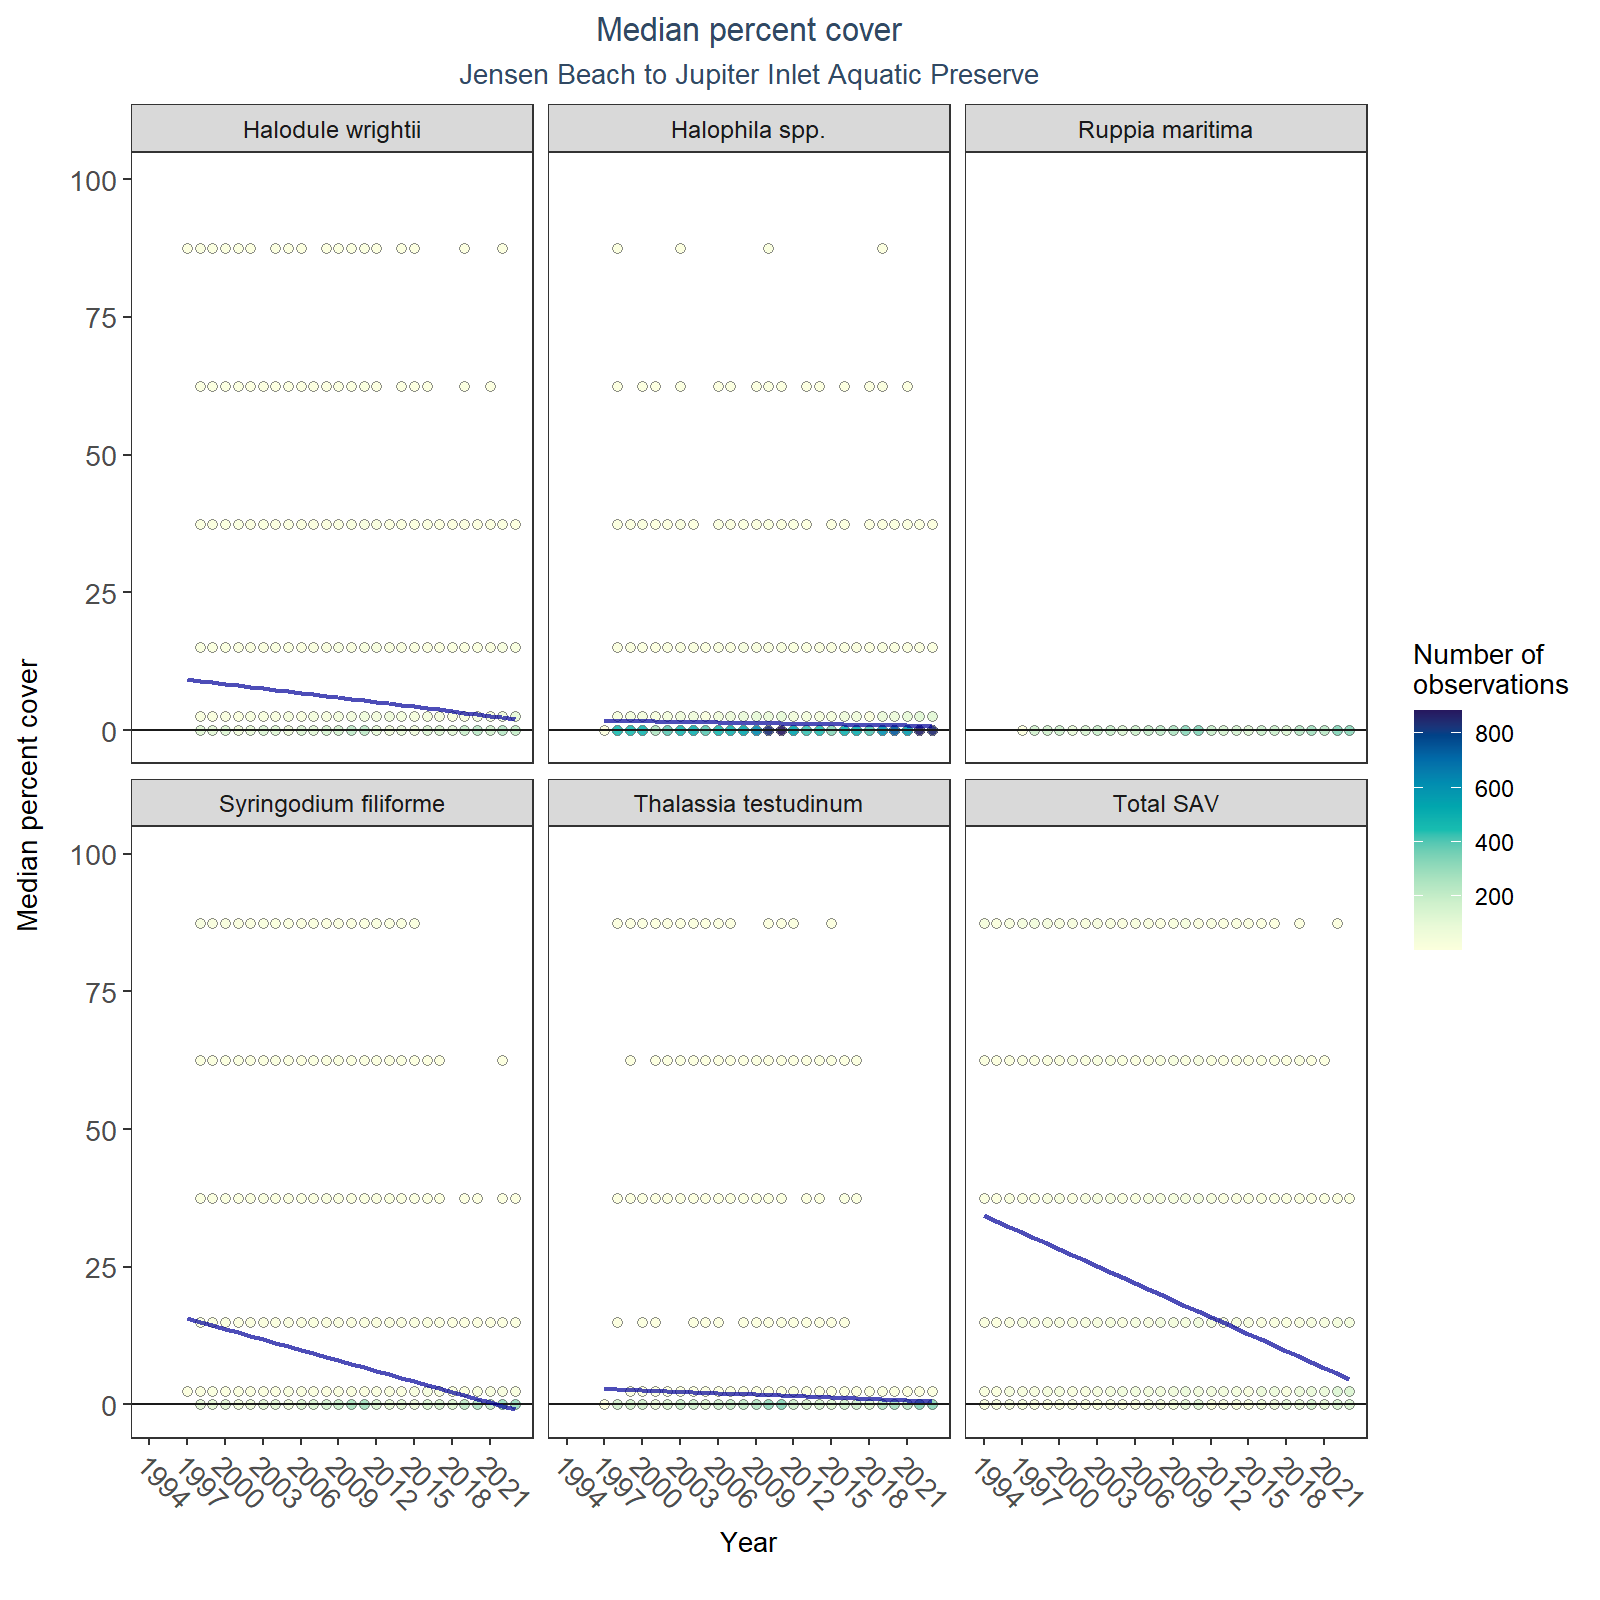 Median percent cover
Jensen Beach to Jupiter Inlet Aquatic Preserve
Halodule wrightii
Halophila spp.
Ruppia maritima
100
75
50
25
0
Syringodium filiforme
Thalassia testudinum
Total SAV
100
75
50
25
0
Median percent cover
1994 1997 2000 2003 2006 2009 2012 2015 2018 2021
1994 1997 2000 2003 2006 2009 2012 2015 2018 2021
1994 1997 2000 2003 2006 2009 2012 2015 2018 2021
Year
Number of
observations
800
600
400
200